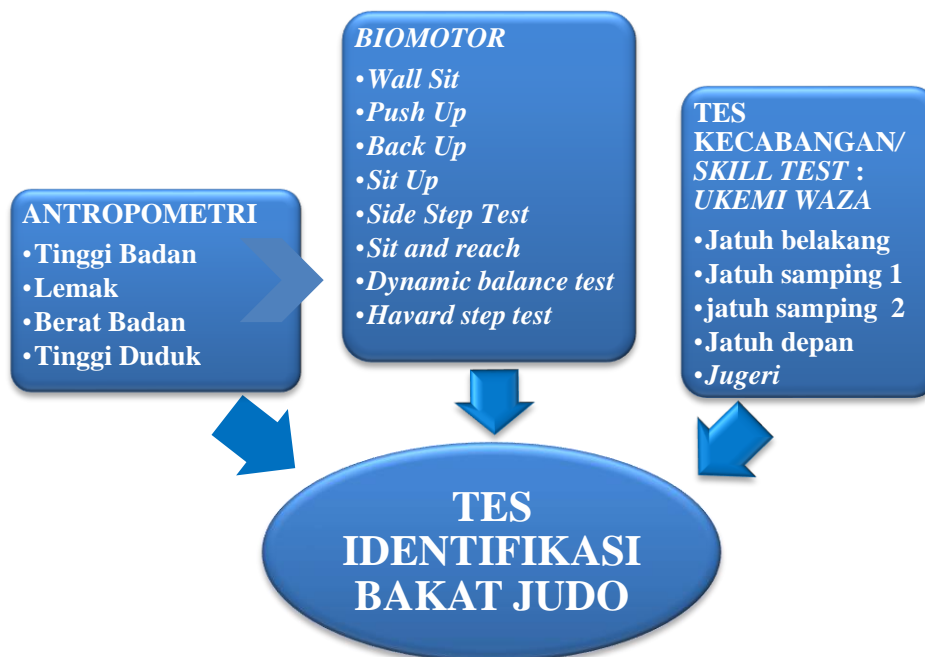 ANTROPOMETRI
•Tinggi Badan
•Lemak
•Berat Badan
•Tinggi Duduk
BIOMOTOR
•Wall Sit
•Push Up
•Back Up
•Sit Up
•Side Step Test
•Sit and reach
•Dynamic balance test
•Havard step test
TES
KECABANGAN/
SKILL TEST :
UKEMI WAZA
•Jatuh belakang
•Jatuh samping 1
•jatuh samping 2
•Jatuh depan
•Jugeri
TES
IDENTIFIKASI
BAKAT JUDO